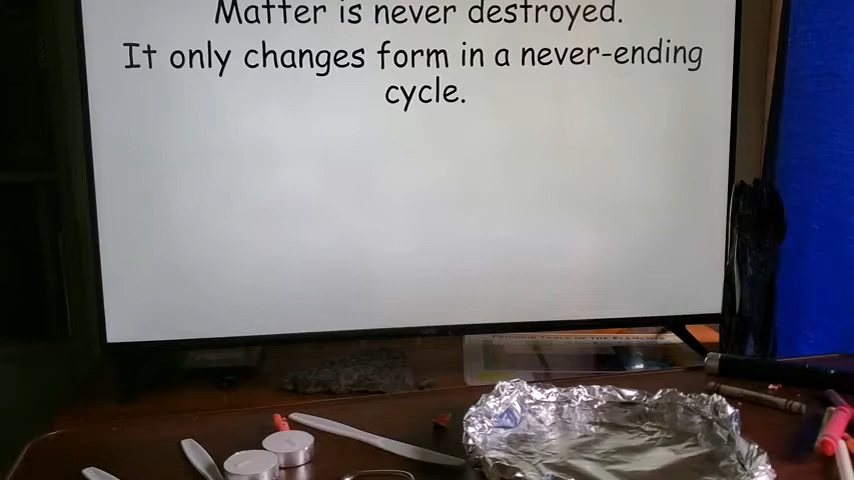 Matter is never destroyed.
It only changes form in a never-ending
cycle.